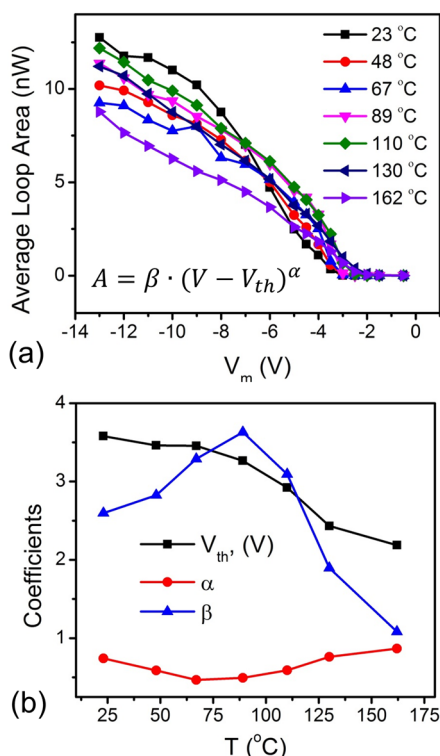 Average Loop Area (nW)
10
5
0
23 °C
48 °C
67 °C
89 °C
110 °C
130 °C
162 °C
A = β · (V − Vth)^α
-14 -12 -10 -8 -6 -4 -2 0
(a)
Vm (V)
Coefficients
4
3
2
1
Vth, (V)
α
β
25 50 75 100 125 150 175
(b)
T (°C)